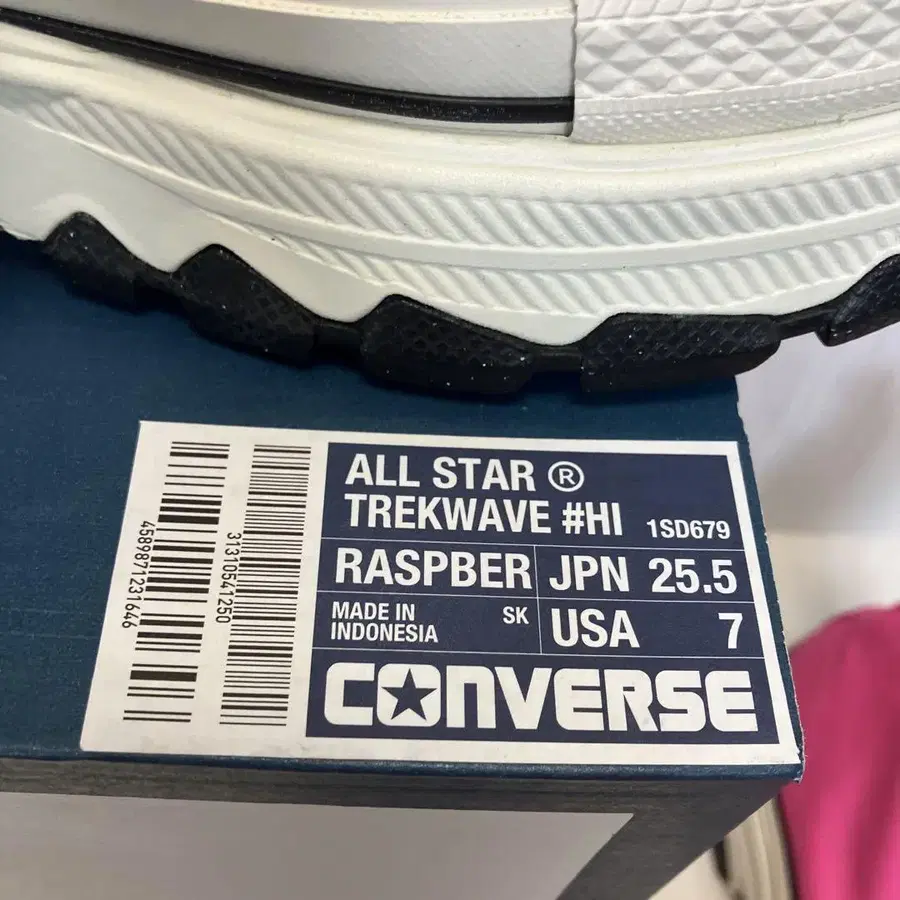 ALL STAR ®
TREKWAVE #HI 1SD679
RASPBER JPN 25.5
MADE IN
INDONESIA
SK
USA 7
CONVERSE
4589871231646
31310541250